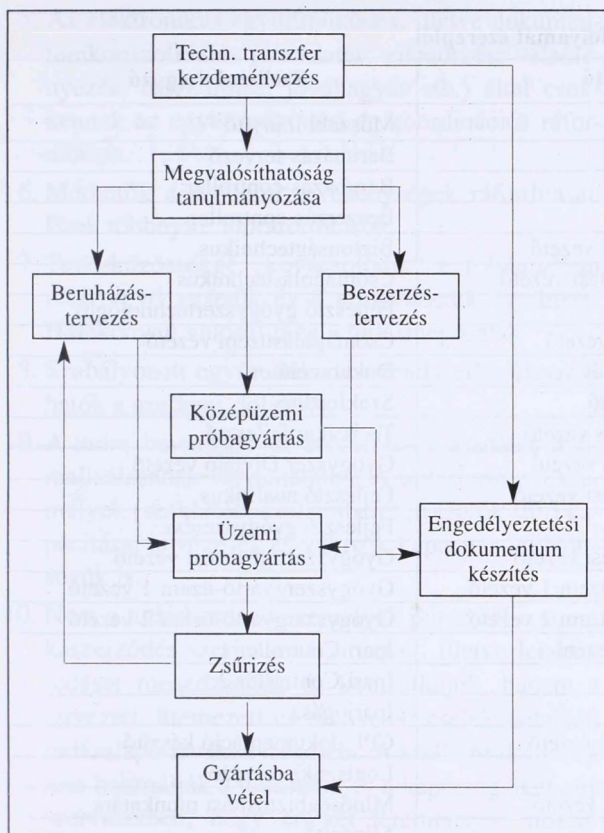 Techn. transzfer
kezdeményezés
Megvalósíthatóság
tanulmányozása
Beruházás-
tervezés
Beszerzés-
tervezés
Középüzemi
próbagyártás
Üzemi
próbagyártás
Engedélyeztetési
dokumentum
készítés
Zsűrizés
Gyártásba
vétel